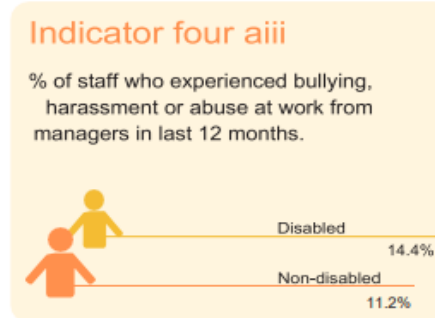 Indicator four aiii
% of staff who experienced bullying,
harassment or abuse at work from
managers in last 12 months.
Disabled
14.4%
Non-disabled
11.2%